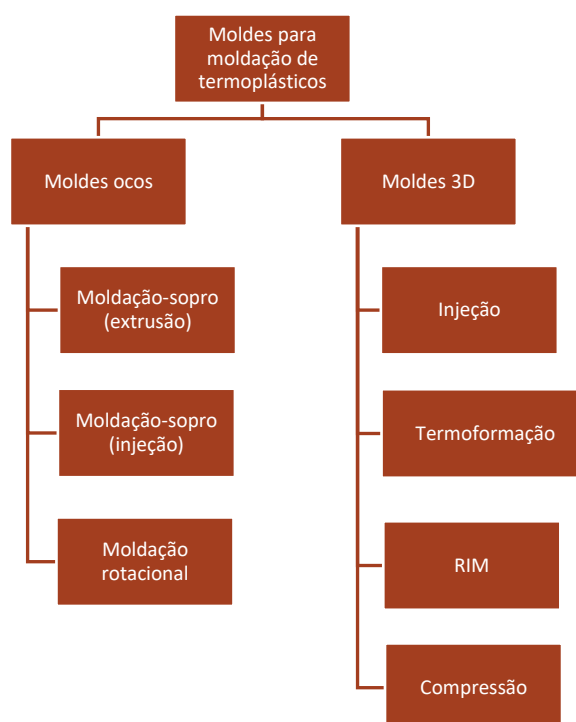 Moldes para
moldação de
termoplásticos
Moldes ocos
Moldação-sopro
(extrusão)
Moldação-sopro
(injeção)
Moldação
rotacional
Moldes 3D
Injeção
Termoformação
RIM
Compressão